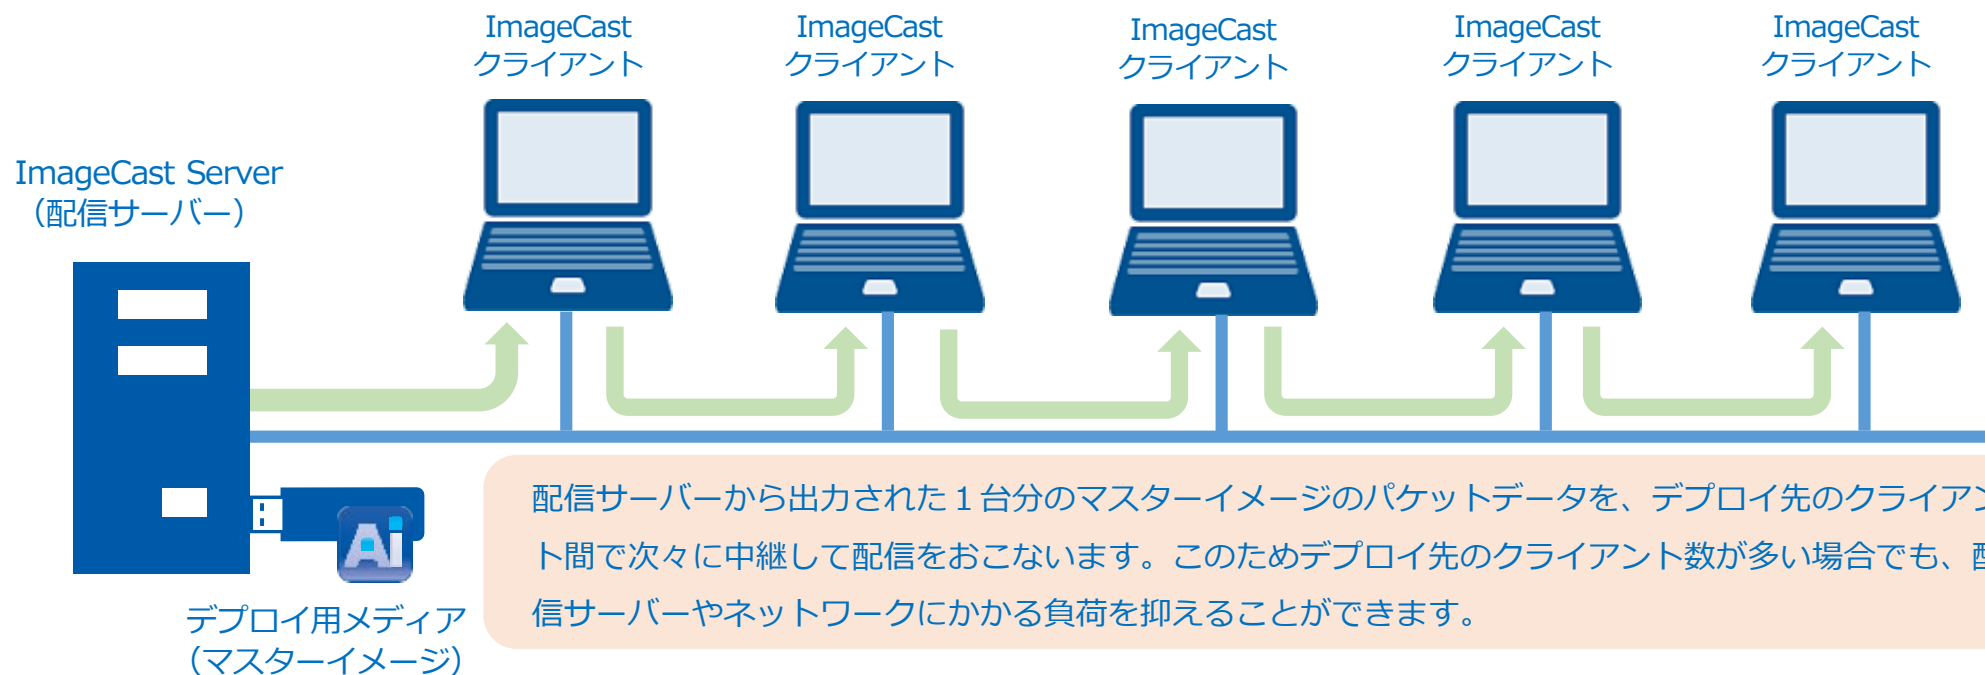 ImageCast
クライアント
ImageCast
クライアント
ImageCast
クライアント
ImageCast
クライアント
ImageCast
クライアント
ImageCast Server
（配信サーバー）
Ai
デプロイ用メディア
（マスターイメージ）
配信サーバーから出力された１台分のマスターイメージのパケットデータを、デプロイ先のクライアン
ト間で次々に中継して配信をおこないます。このためデプロイ先のクライアント数が多い場合でも、配
信サーバーやネットワークにかかる負荷を抑えることができます。